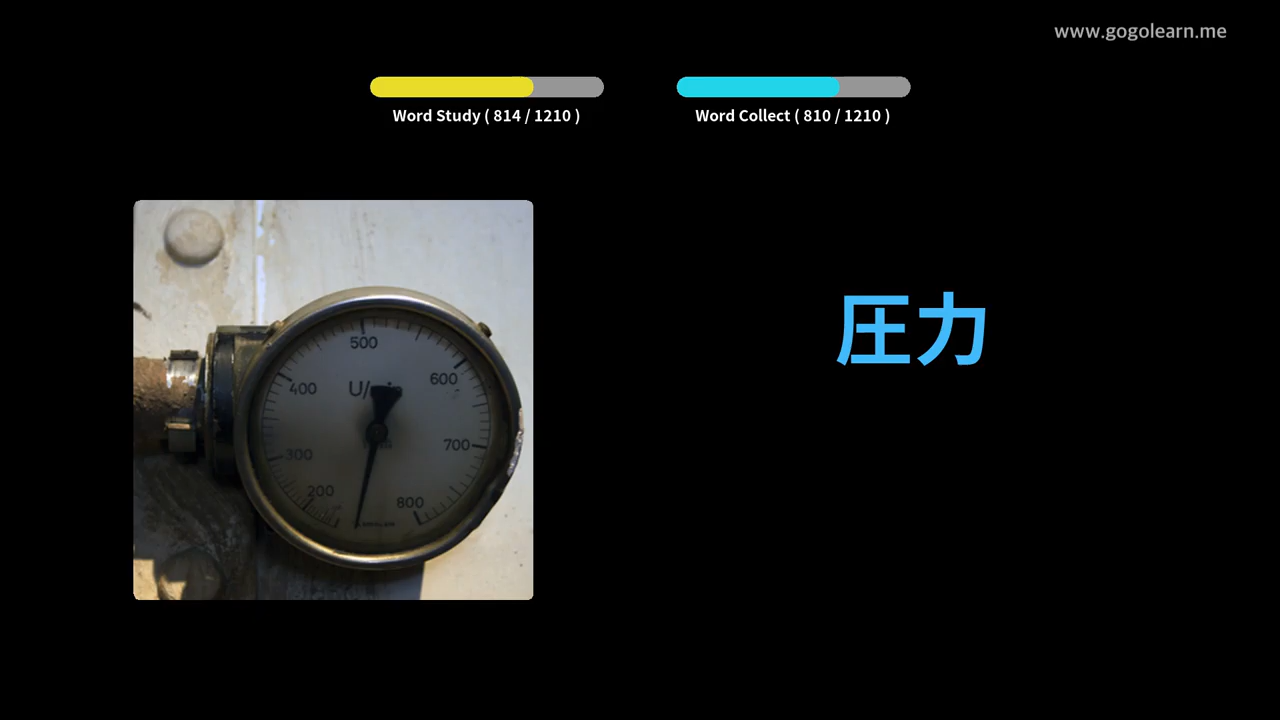 www.gogolearn.me
Word Study ( 814 / 1210 )
Word Collect ( 810 / 1210 )
圧力
500
400
600
300
700
200
800